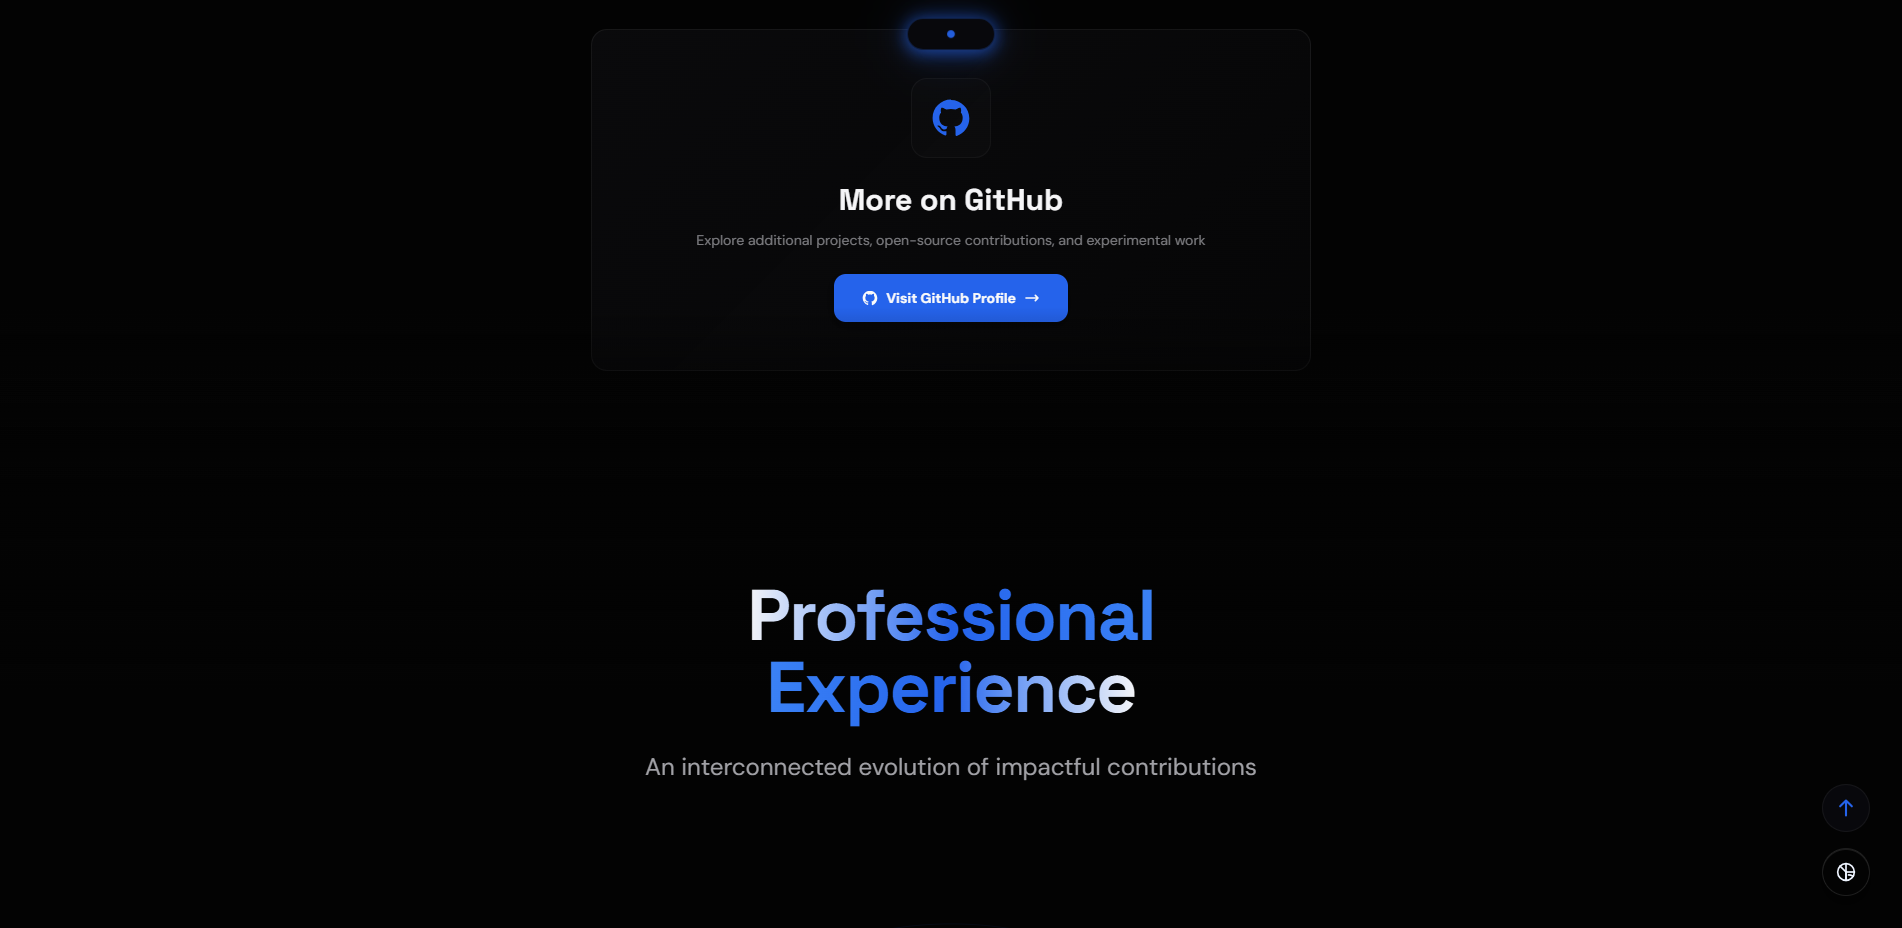 More on GitHub
Explore additional projects, open-source contributions, and experimental work
Visit GitHub Profile →
Professional
Experience
An interconnected evolution of impactful contributions